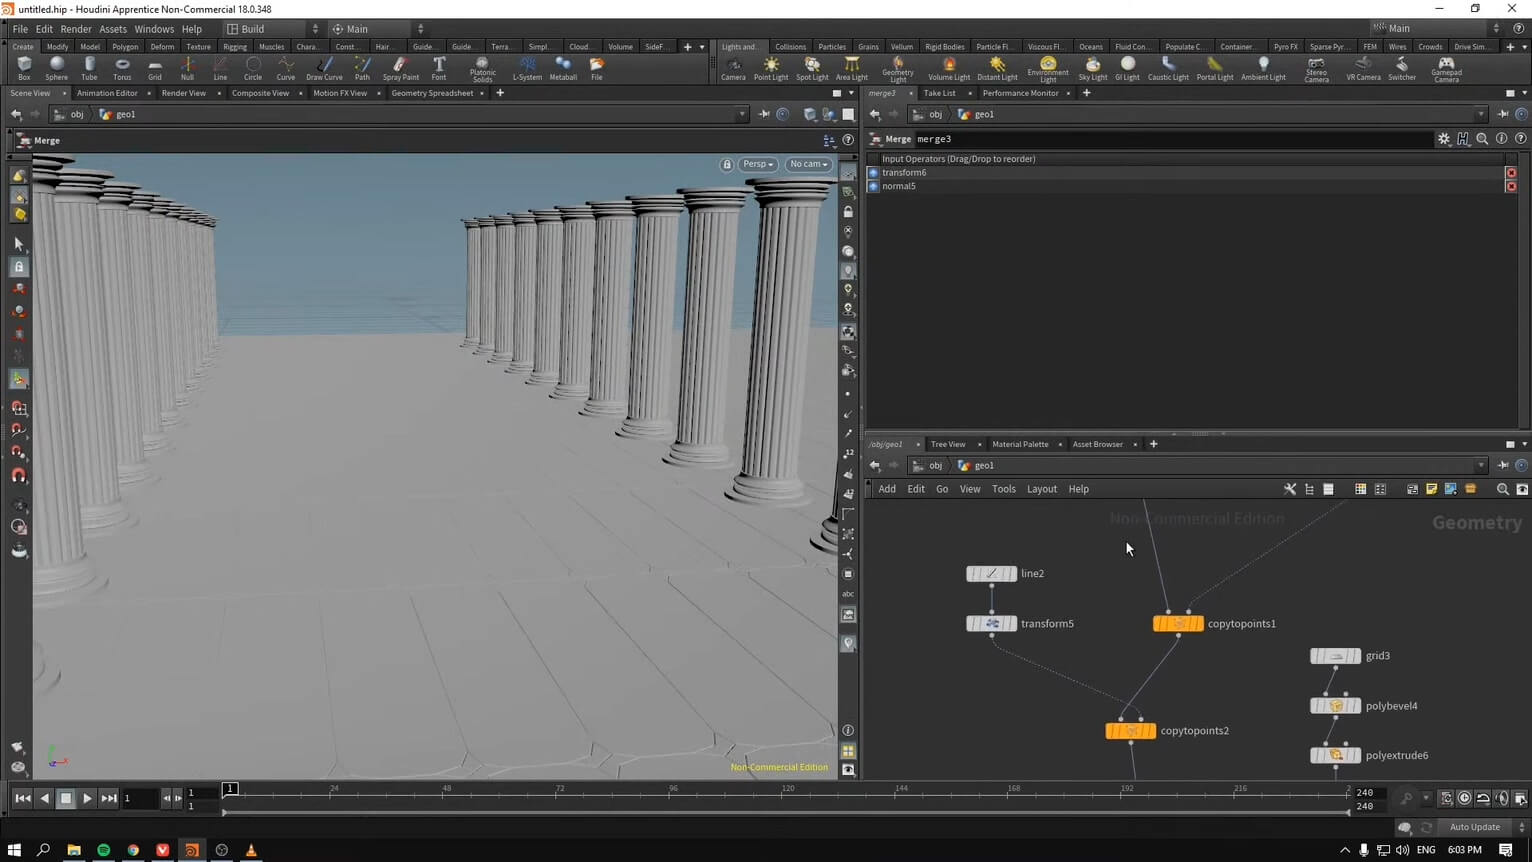 untitled.hip - Houdini Apprentice Non-Commercial 18.0.348
File Edit Render Assets Windows Help Build Main Main
Create Modify Model Polygon Deform Texture Rigging Muscles Chara... Const... Hair... Guide... Guide... Terra... Simpl... Cloud... Volume SideF... Lights and... Collisions Particles Grains Vellum Rigid Bodies Particle Fl... Viscous Fl... Oceans Fluid Con... Populate C... Container... Pyro FX Sparse Pyr... FEM Wires Crowds Drive Sim...
Box Sphere Tube Torus Grid Null Line Circle Curve Draw Curve Path Spray Paint Font Platonic Solids L-System Metaball File Camera Point Light Spot Light Area Light Geometry Light Volume Light Distant Light Environment Light Sky Light GI Light Caustic Light Portal Light Ambient Light Stereo Camera VR Camera Switcher Gamepad Camera
Scene View Animation Editor Render View Composite View Motion FX View Geometry Spreadsheet merge3 Take List Performance Monitor
obj geo1 obj geo1
Merge Merge merge3
Input Operators (Drag/Drop to reorder)
Persp No cam
transform6
normal5
/obj/geo1 Tree View Material Palette Asset Browser
obj geo1
Add Edit Go View Tools Layout Help
Non-Commercial Edition
Geometry
line2
transform5
copytopoints1
grid3
polybevel4
copytopoints2
polyextrude6
abc
Non-Commercial Edition
1 1 1 1 24 48 72 96 120 144 168 192 216 2 240
240
Auto Update
ENG 6:03 PM